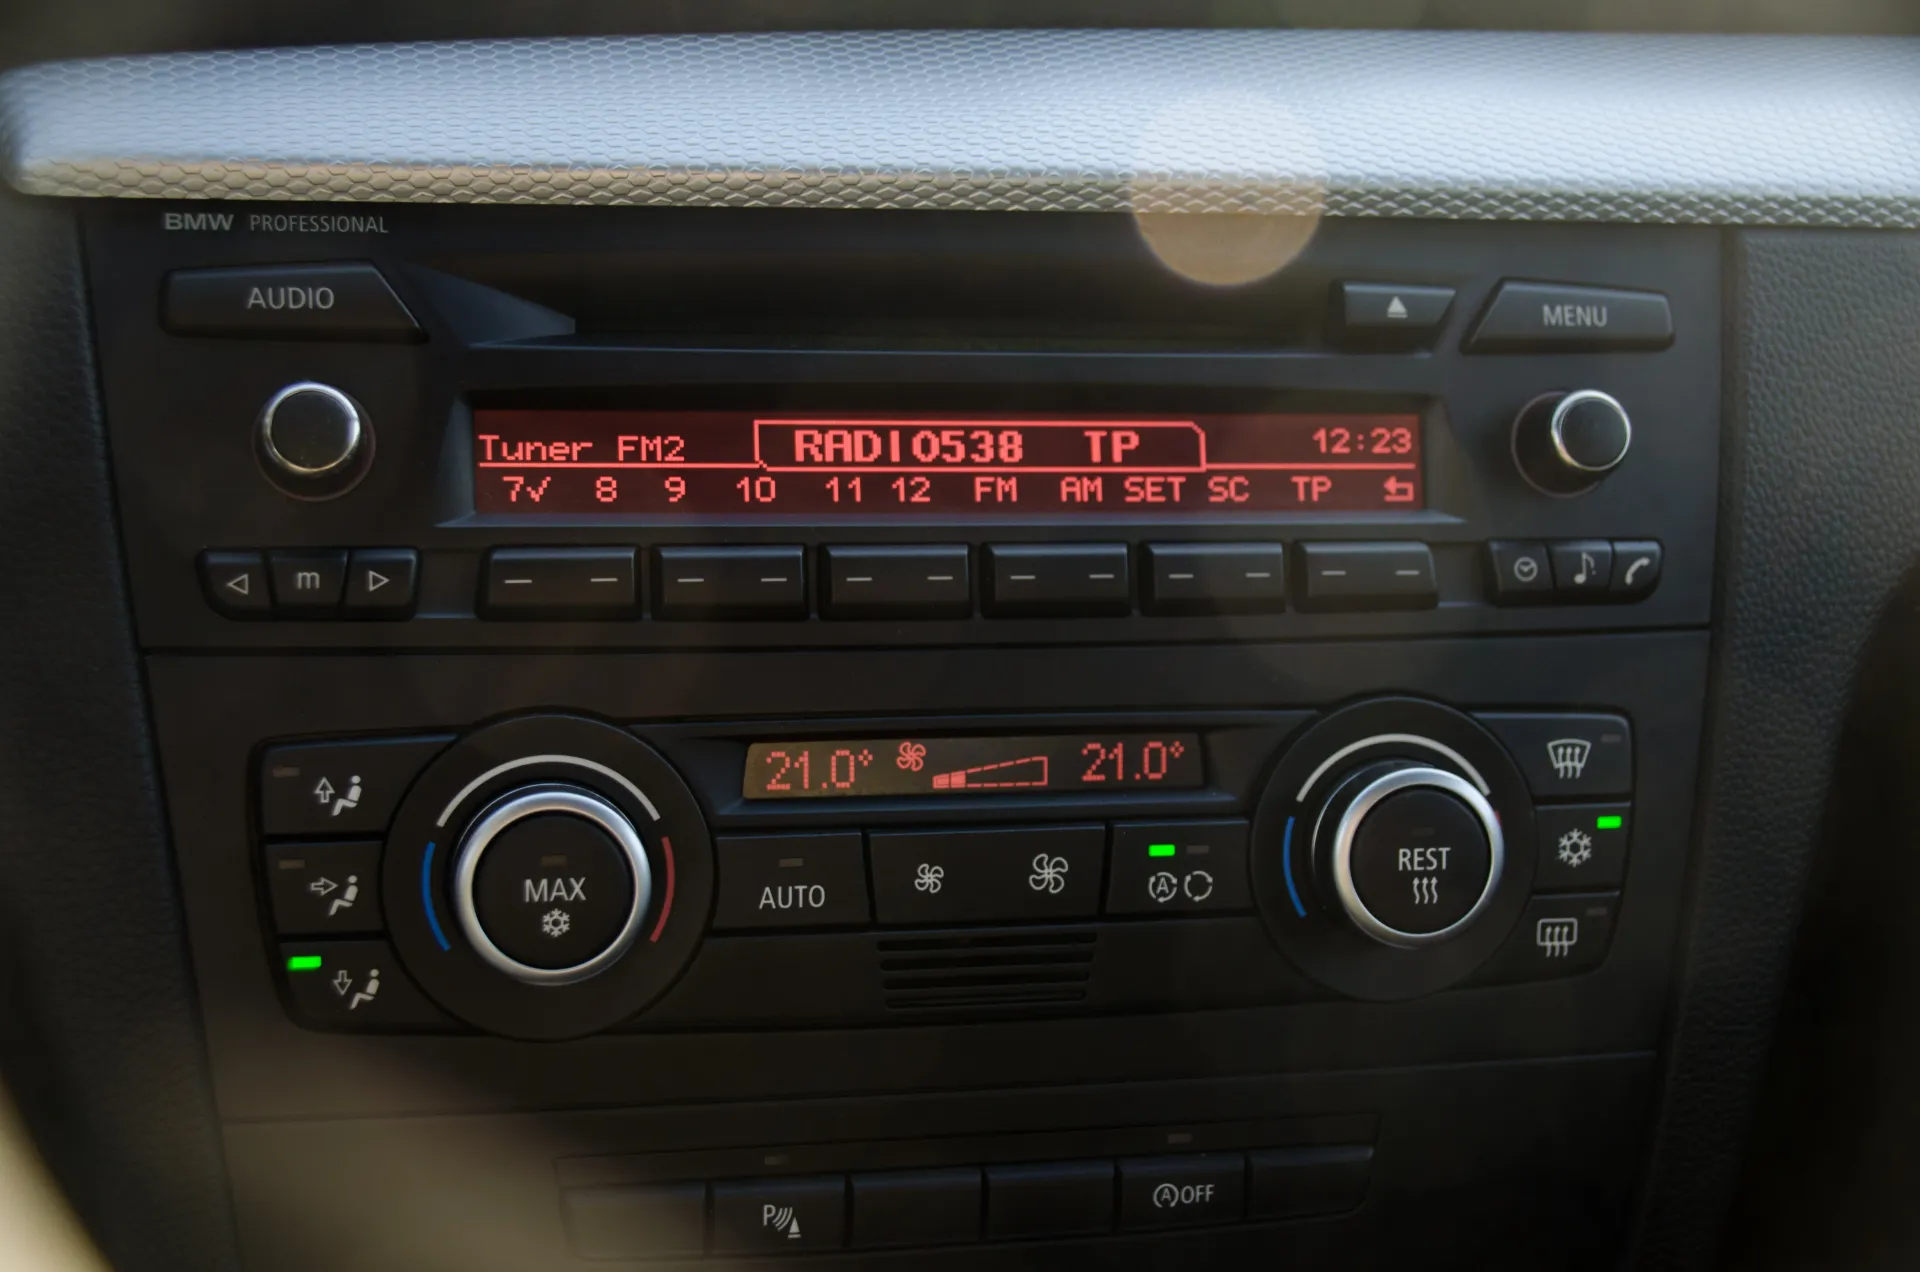 BMW PROFESSIONAL
AUDIO
MENU
Tuner FM2 RADIO538 TP 12:23
7✓ 8 9 10 11 12 FM AM SET SC TP
m
21.0° 21.0°
MAX
AUTO
A
REST
P
A OFF